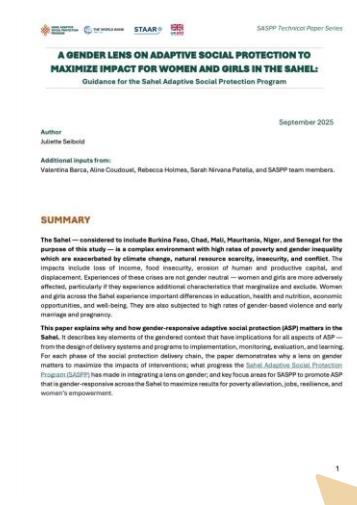 THE WORLD BANK
STAAR
SASPP Technical Paper Series
A GENDER LENS ON ADAPTIVE SOCIAL PROTECTION TO
MAXIMIZE IMPACT FOR WOMEN AND GIRLS IN THE SAHEL:
Guidance for the Sahel Adaptive Social Protection Program
September 2025
Author
Juliette Seibold
Additional inputs from:
Valentina Barca, Aline Coudouel, Rebecca Holmes, Sarah Nirvana Patella, and SASPP team members.
SUMMARY
The Sahel — considered to include Burkina Faso, Chad, Mali, Mauritania, Niger, and Senegal for the
purpose of this study — is a complex environment with high rates of poverty and gender inequality
which are exacerbated by climate change, natural resource scarcity, insecurity, and conflict. The
impacts include loss of income, food insecurity, erosion of human and productive capital, and
displacement. Experiences of these crises are not gender neutral — women and girls are more adversely
affected, particularly if they experience additional characteristics that marginalize and exclude. Women
and girls across the Sahel experience important differences in education, health and nutrition, economic
opportunities, and well-being. They are also subjected to high rates of gender-based violence and early
marriage and pregnancy.
This paper explains why and how gender-responsive adaptive social protection (ASP) matters in the
Sahel. It describes key elements of the gendered context that have implications for all aspects of ASP —
from the design of delivery systems and programs to implementation, monitoring, evaluation, and learning.
For each phase of the social protection delivery chain, the paper demonstrates why a lens on gender
matters to maximize the impacts of interventions; what progress the Sahel Adaptive Social Protection
Program (SASPP) has made in integrating a lens on gender; and key focus areas for SASPP to promote ASP
that is gender-responsive across the Sahel to maximize results for poverty alleviation, jobs, resilience, and
women's empowerment.
1